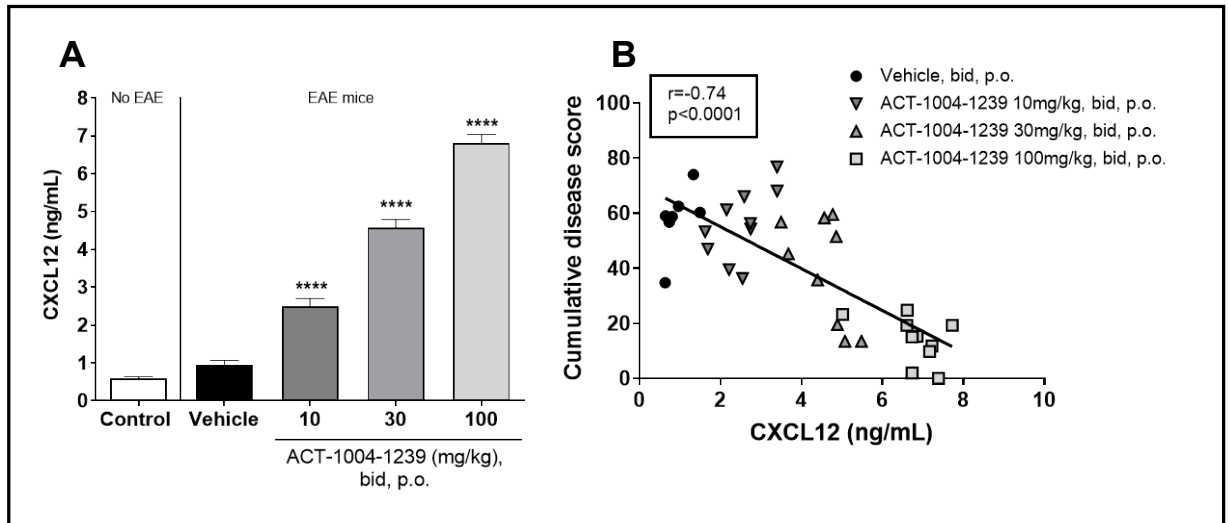 A
No EAE
EAE mice
CXCL12 (ng/mL)
8
7
6
5
4
3
2
1
0
****
****
****
Control
Vehicle
10
30
100
ACT-1004-1239 (mg/kg),
bid, p.o.
B
r=-0.74
p<0.0001
Vehicle, bid, p.o.
ACT-1004-1239 10mg/kg, bid, p.o.
ACT-1004-1239 30mg/kg, bid, p.o.
ACT-1004-1239 100mg/kg, bid, p.o.
Cumulative disease score
100
80
60
40
20
0
0
2
4
6
8
10
CXCL12 (ng/mL)